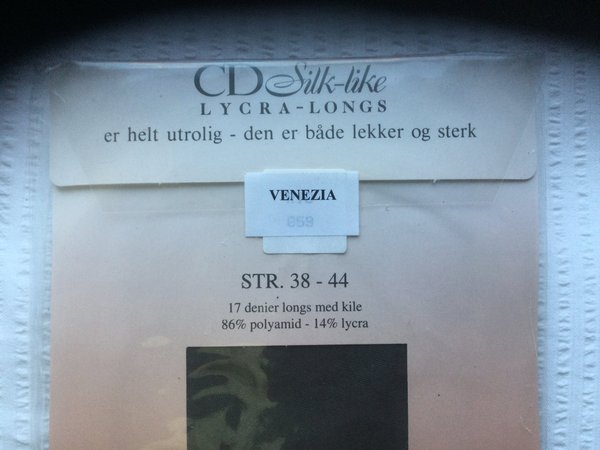 CD Silk-like
LYCRA-LONGS
er helt utrolig - den er både lekker og sterk
VENEZIA
059
STR. 38 - 44
17 denier longs med kile
86% polyamid - 14% lycra